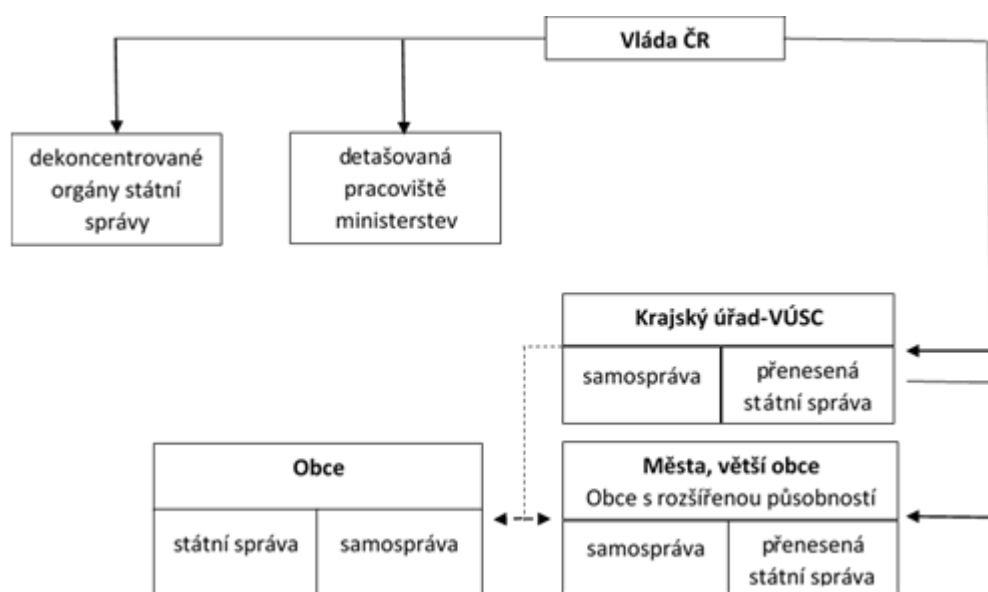 Vláda ČR
dekoncentrované
orgány státní
správy
detašovaná
pracoviště
ministerstev
Krajský úřad-VÚSC
samospráva
přenesená
státní správa
Obce
státní správa
samospráva
Města, větší obce
Obce s rozšířenou působností
samospráva
přenesená
státní správa